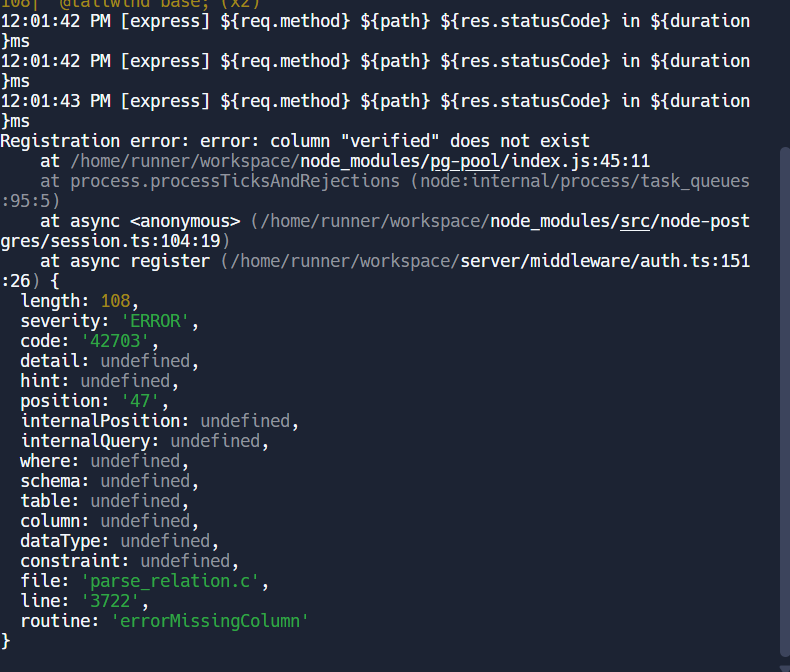 108|  @tailwind base; (x2)
12:01:42 PM [express] ${req.method} ${path} ${res.statusCode} in ${duration
}ms
12:01:42 PM [express] ${req.method} ${path} ${res.statusCode} in ${duration
}ms
12:01:43 PM [express] ${req.method} ${path} ${res.statusCode} in ${duration
}ms
Registration error: error: column "verified" does not exist
    at /home/runner/workspace/node_modules/pg-pool/index.js:45:11
    at process.processTicksAndRejections (node:internal/process/task_queues
:95:5)
    at async <anonymous> (/home/runner/workspace/node_modules/src/node-post
gres/session.ts:104:19)
    at async register (/home/runner/workspace/server/middleware/auth.ts:151
:26) {
  length: 108,
  severity: 'ERROR',
  code: '42703',
  detail: undefined,
  hint: undefined,
  position: '47',
  internalPosition: undefined,
  internalQuery: undefined,
  where: undefined,
  schema: undefined,
  table: undefined,
  column: undefined,
  dataType: undefined,
  constraint: undefined,
  file: 'parse_relation.c',
  line: '3722',
  routine: 'errorMissingColumn'
}